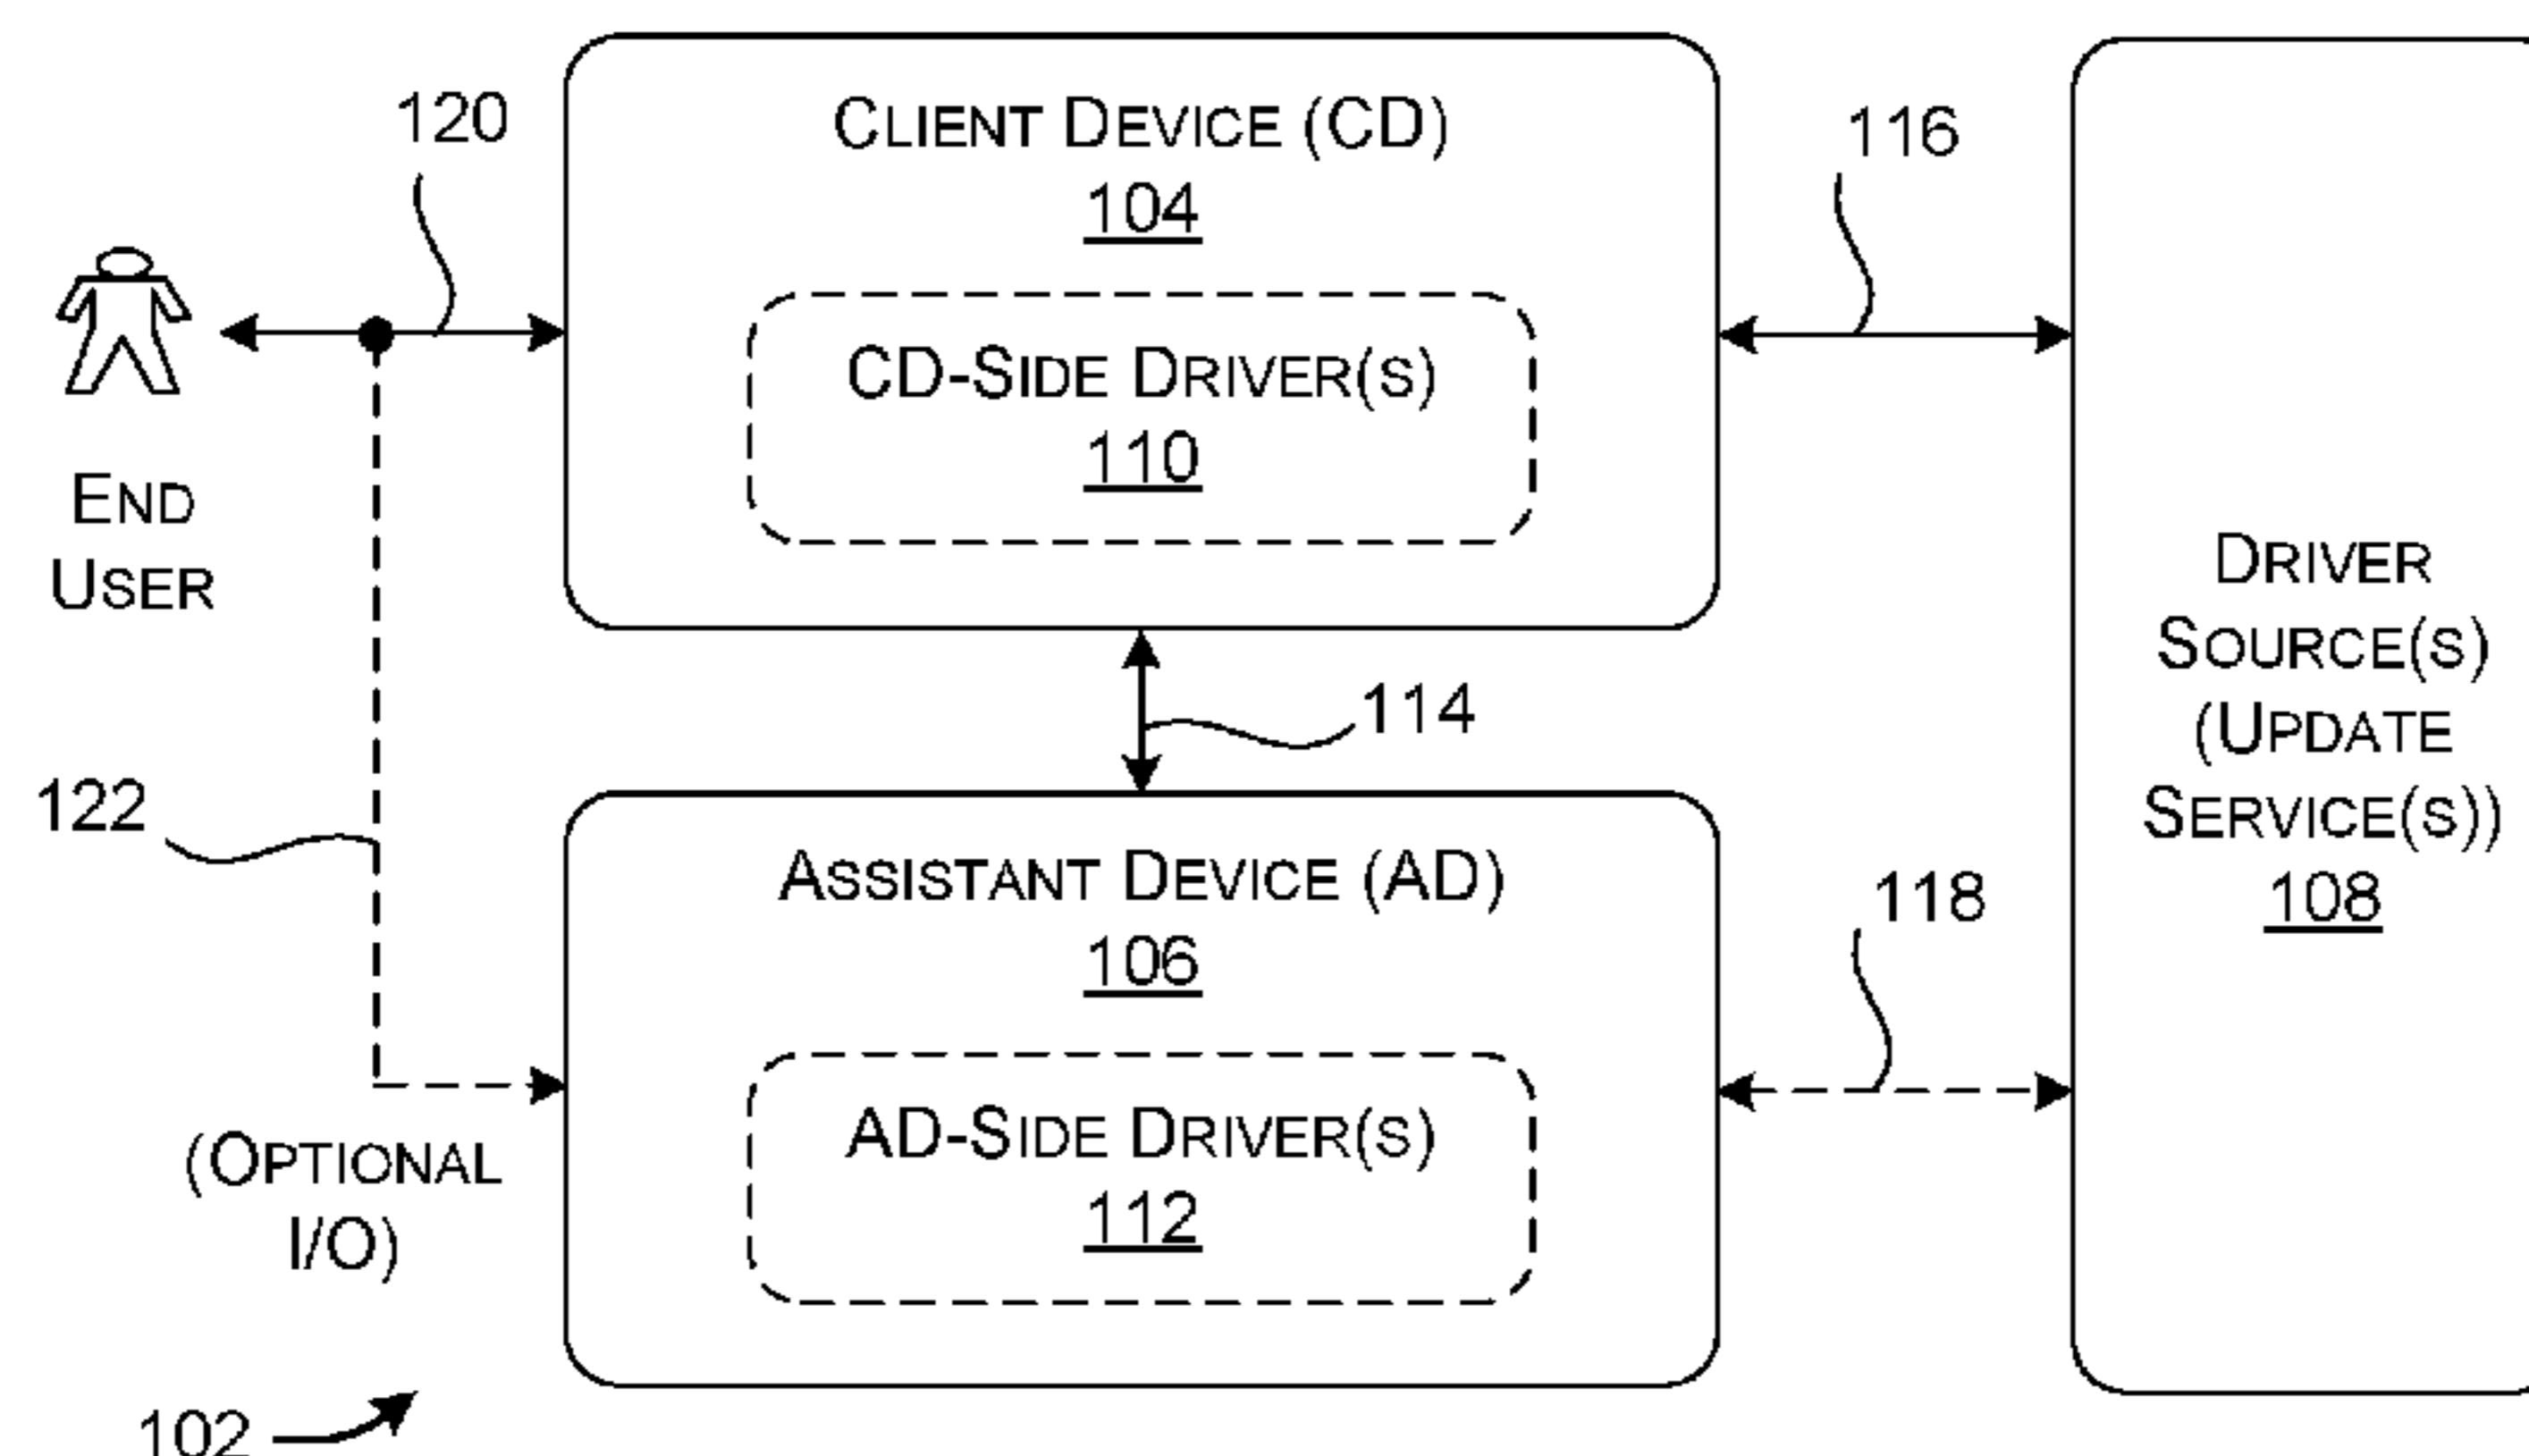 120
CLIENT DEVICE (CD)
104
116
CD-SIDE DRIVER(S)
110
END
USER
DRIVER
SOURCE(S)
(UPDATE
SERVICE(S))
108
114
122
ASSISTANT DEVICE (AD)
106
118
AD-SIDE DRIVER(S)
112
(OPTIONAL
I/O)
102